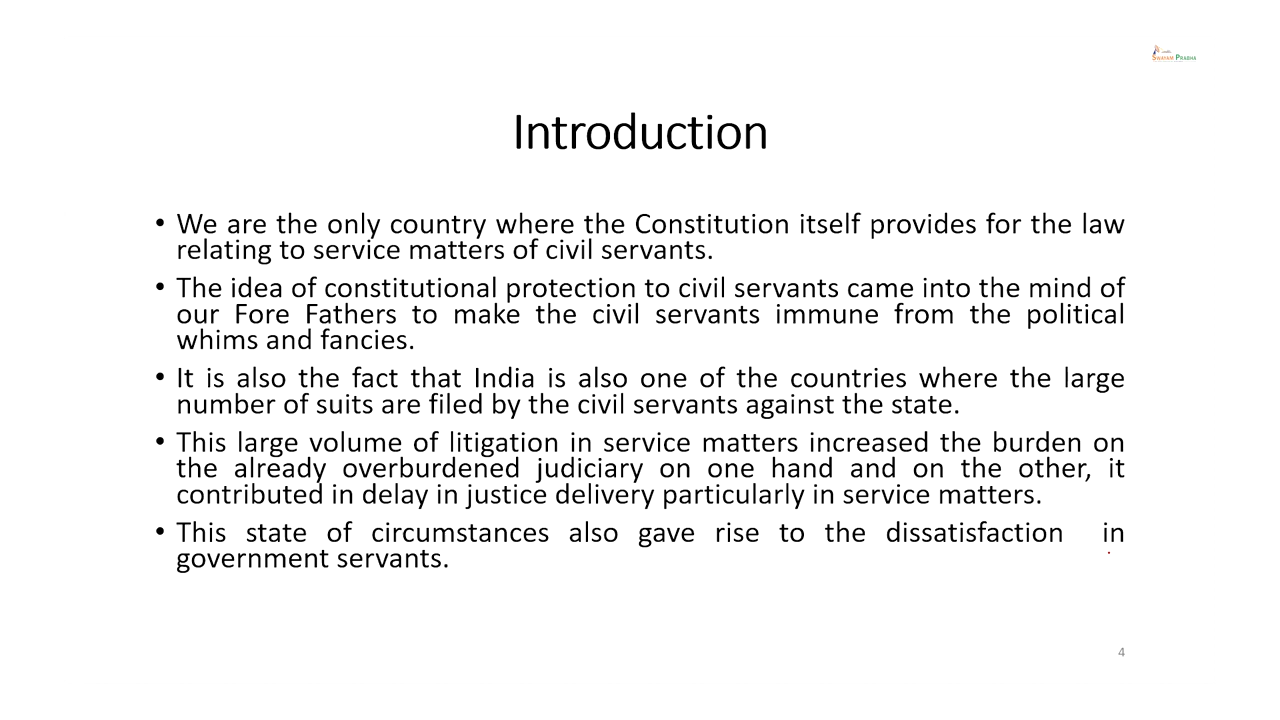 SWAYAM PRABHA
Introduction
• We are the only country where the Constitution itself provides for the law
relating to service matters of civil servants.
• The idea of constitutional protection to civil servants came into the mind of
our Fore Fathers to make the civil servants immune from the political
whims and fancies.
• It is also the fact that India is also one of the countries where the large
number of suits are filed by the civil servants against the state.
• This large volume of litigation in service matters increased the burden on
the already overburdened judiciary on one hand and on the other, it
contributed in delay in justice delivery particularly in service matters.
• This state of circumstances also gave rise to the dissatisfaction in
government servants.
4